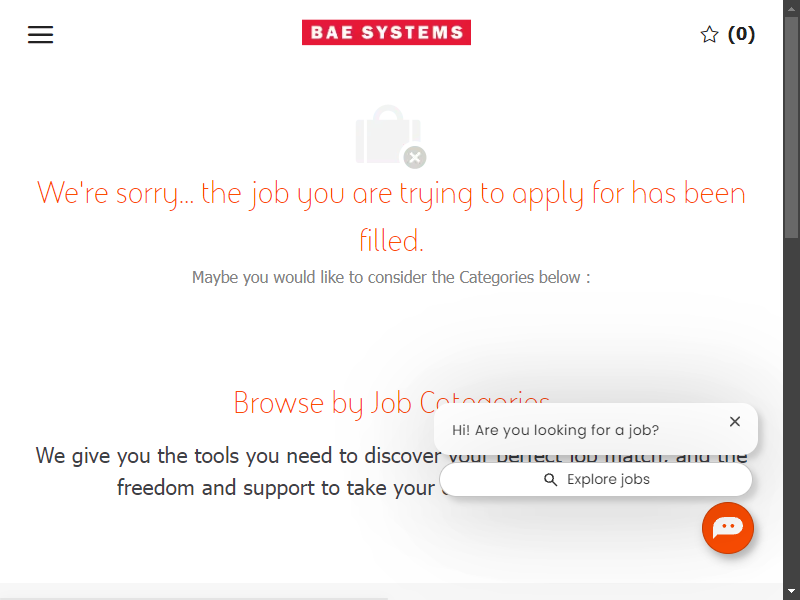 BAE SYSTEMS
(0)
We're sorry... the job you are trying to apply for has been
filled.
Maybe you would like to consider the Categories below :
Browse by Job Categories
Hi! Are you looking for a job?
We give you the tools you need to discover your perfect job match, and the
freedom and support to take your
Explore jobs